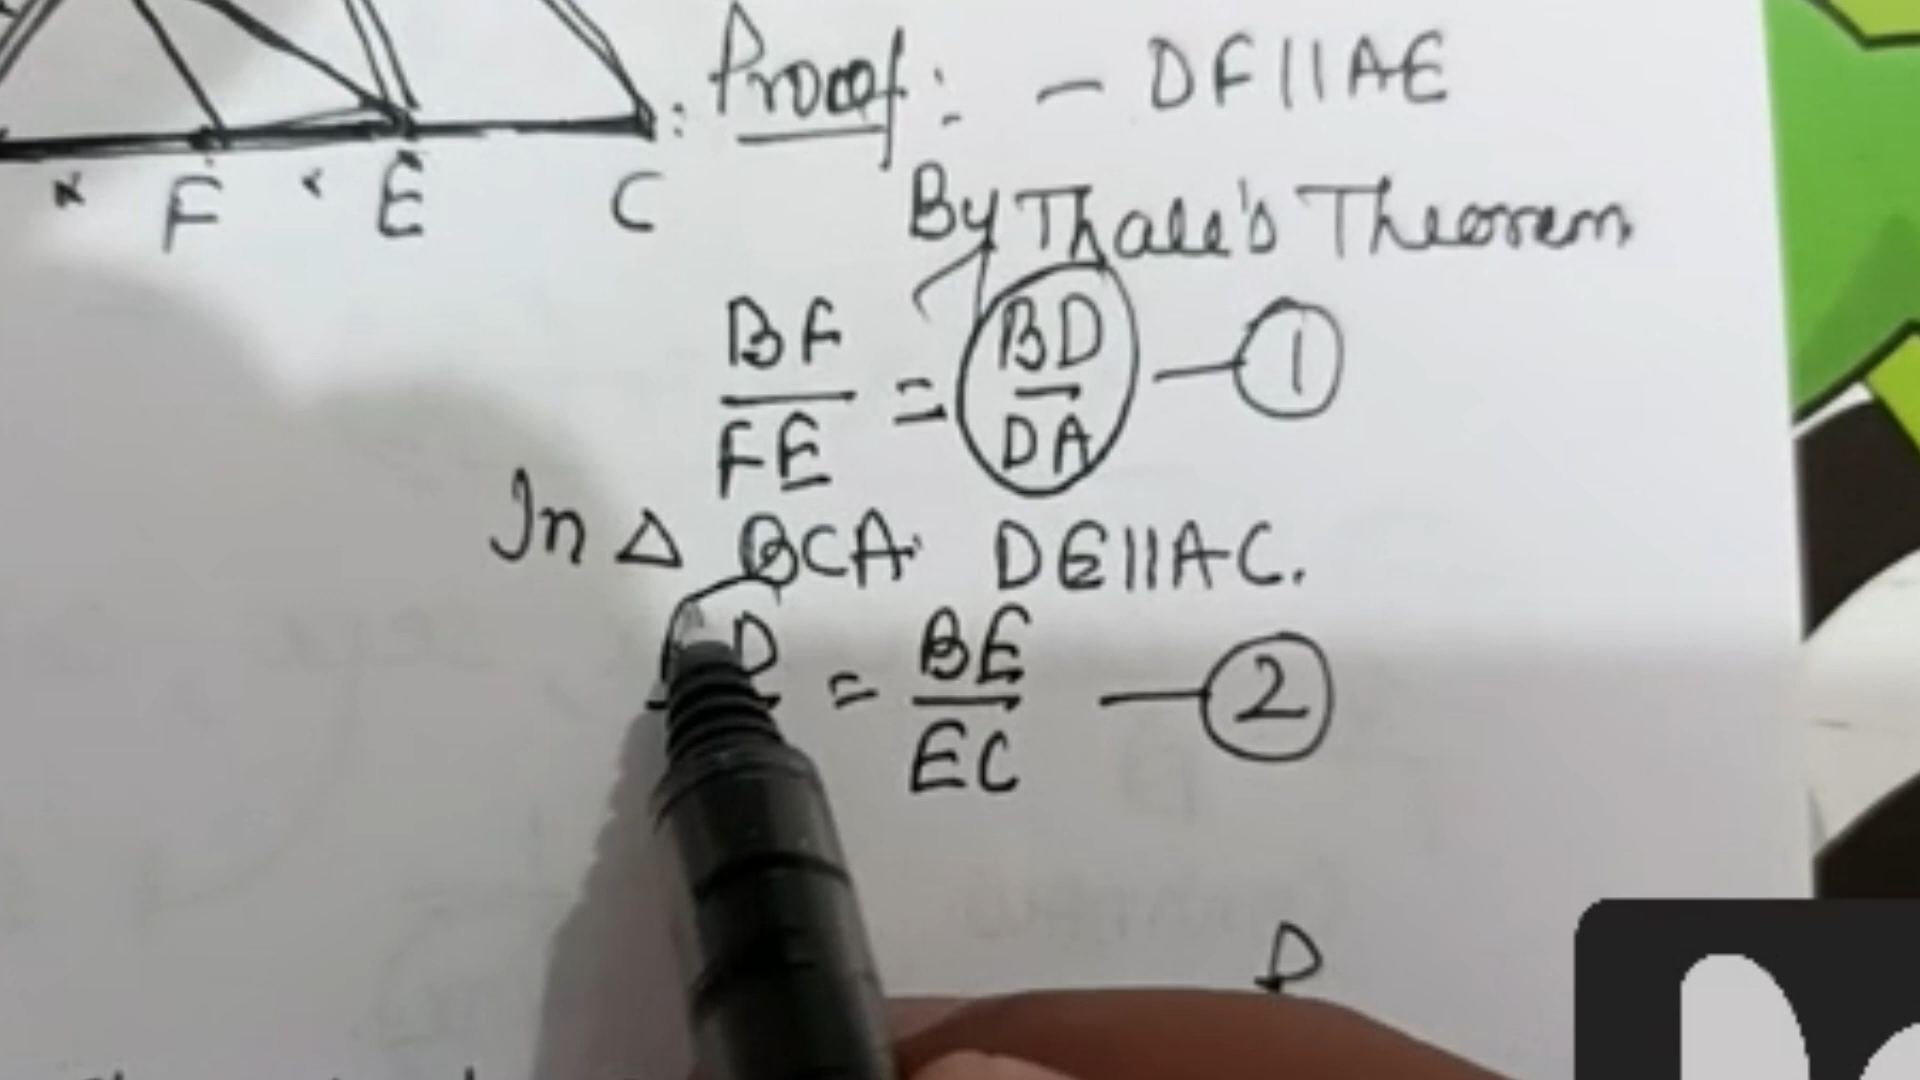 F E C
Proof: - DF||AE
By Thale's Theorem
BF/FE = BD/DA — 1
In △ BCA DE||AC.
D = BE/EC — 2